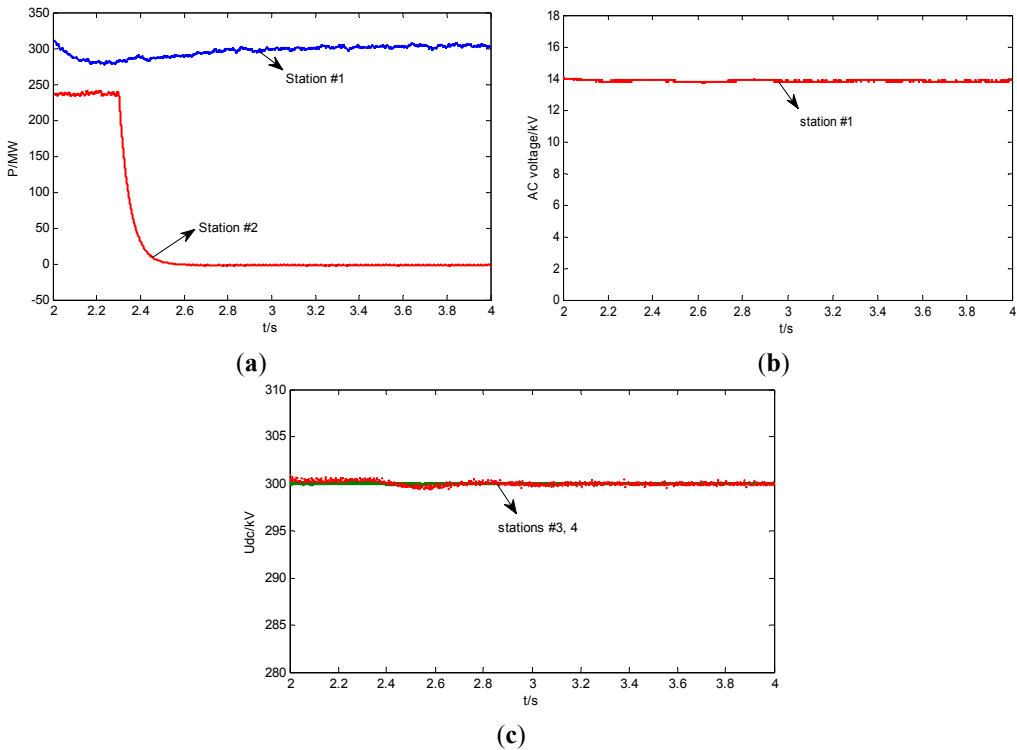 350
300
250
200
150
100
50
0
-50
P/MW
Station #1
Station #2
2 2.2 2.4 2.6 2.8 3 3.2 3.4 3.6 3.8 4
t/s
(a)
18
16
14
12
10
8
6
4
2
0
AC voltage/kV
station #1
2 2.2 2.4 2.6 2.8 3 3.2 3.4 3.6 3.8 4
t/s
(b)
310
305
300
295
290
285
280
Udc/kV
stations #3, 4
2 2.2 2.4 2.6 2.8 3 3.2 3.4 3.6 3.8 4
t/s
(c)